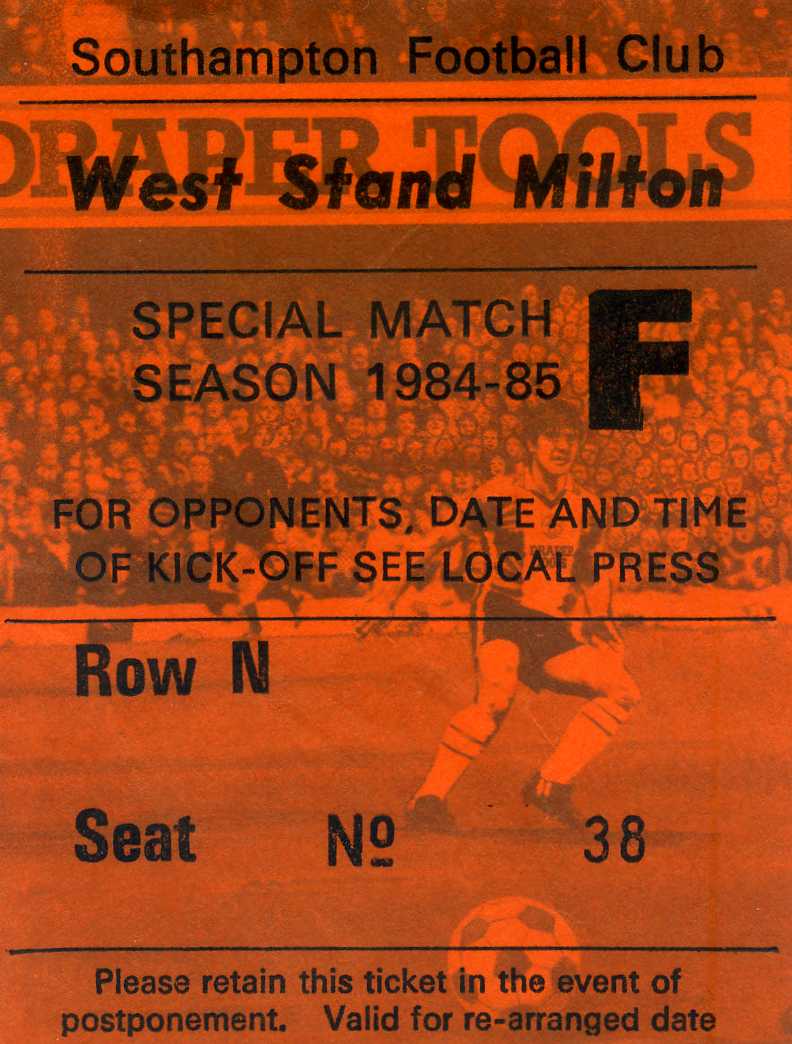 Southampton Football Club
DRAPER TOOLS
West Stand Milton
SPECIAL MATCH
SEASON 1984-85
F
FOR OPPONENTS, DATE AND TIME
OF KICK-OFF SEE LOCAL PRESS
DRAPER
TOOLS
Row N
Seat Nº 38
Please retain this ticket in the event of
postponement. Valid for re-arranged date